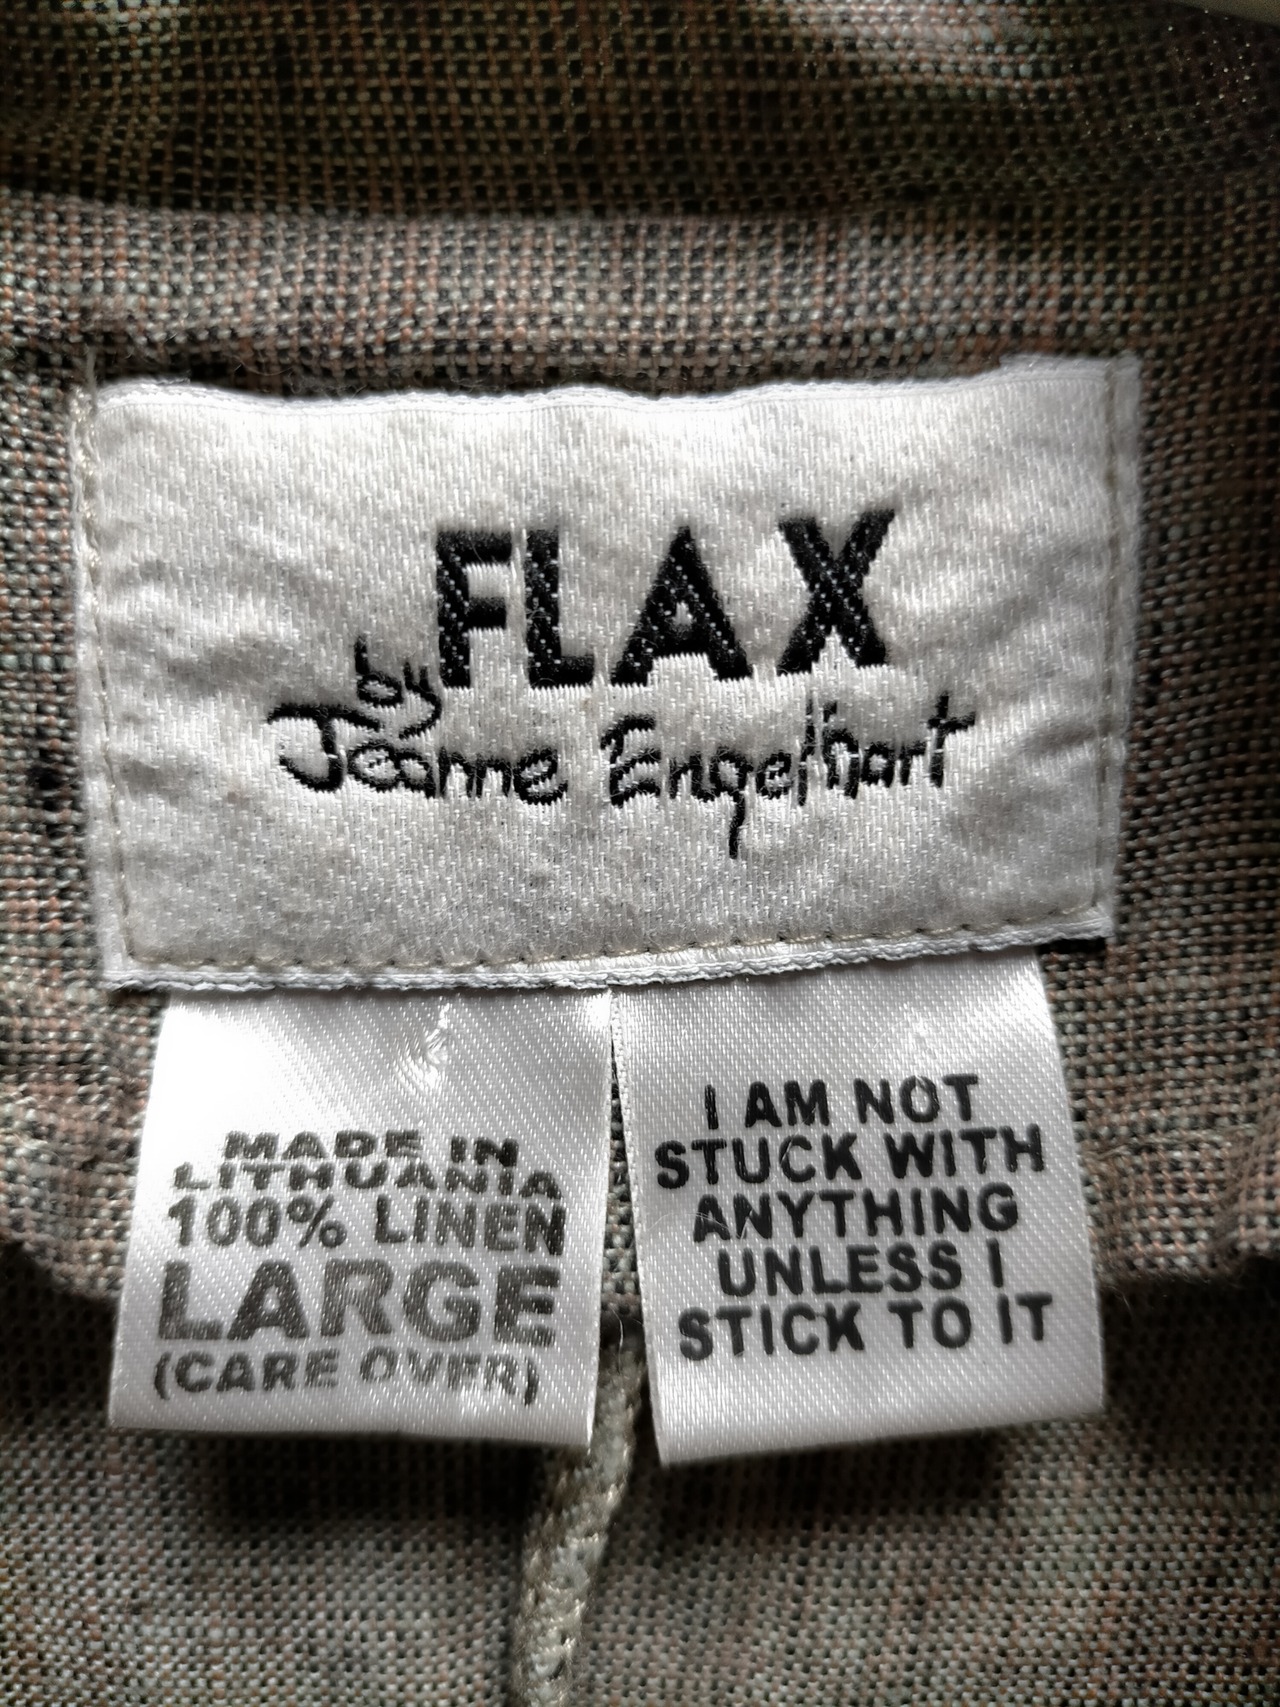 FLAX
by
Jeanne Engelhart
MADE IN
LITHUANIA
100% LINEN
LARGE
(CARE OVER)
I AM NOT
STUCK WITH
ANYTHING
UNLESS I
STICK TO IT